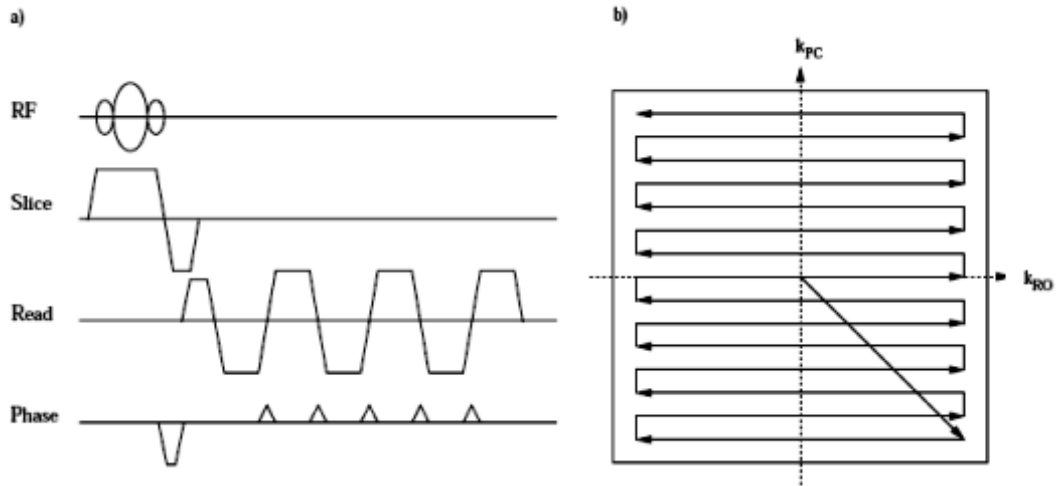 a)
RF
Slice
Read
Phase
b)
kPC
kRO